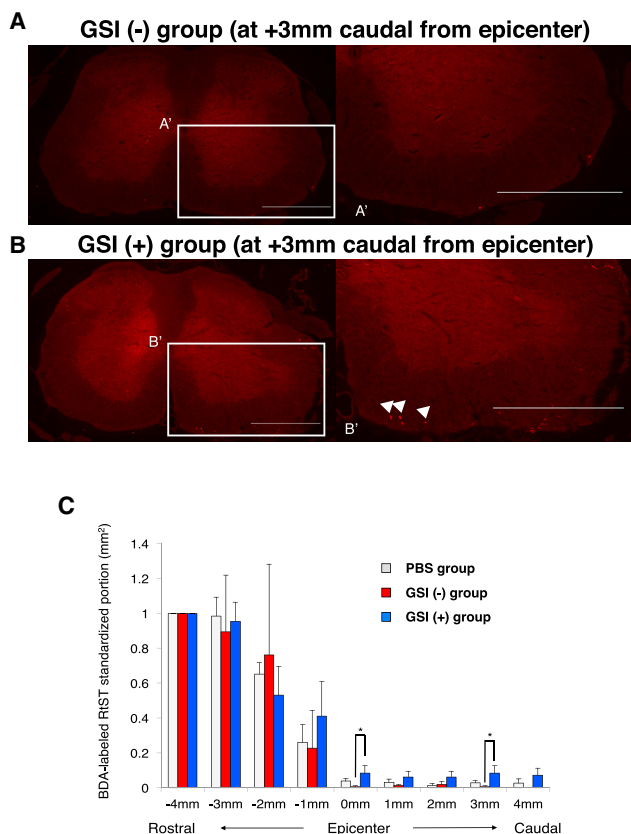 A
GSI (-) group (at +3mm caudal from epicenter)
A'
A'
B
GSI (+) group (at +3mm caudal from epicenter)
B'
B'
C
BDA-labeled RtST standardized portion (mm²)
1.4
1.2
1
0.8
0.6
0.4
0.2
0
PBS group
GSI (-) group
GSI (+) group
*
*
-4mm -3mm -2mm -1mm 0mm 1mm 2mm 3mm 4mm
Rostral Epicenter Caudal